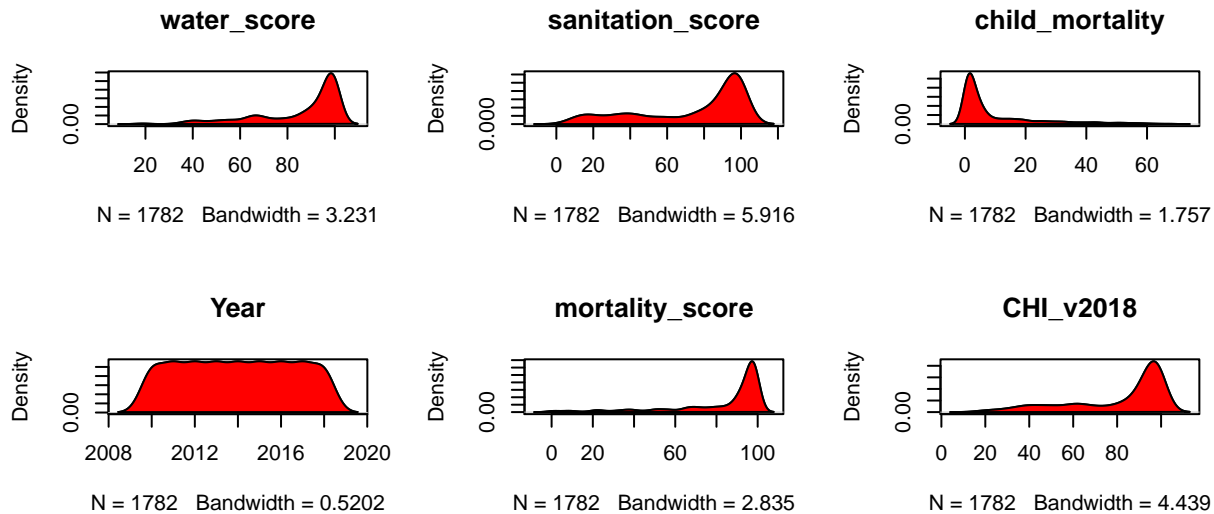 water_score
Density
0.00
20 40 60 80
N = 1782 Bandwidth = 3.231
sanitation_score
Density
0.000
0 20 60 100
N = 1782 Bandwidth = 5.916
child_mortality
Density
0.00
0 20 40 60
N = 1782 Bandwidth = 1.757
Year
Density
0.00
2008 2012 2016 2020
N = 1782 Bandwidth = 0.5202
mortality_score
Density
0.00
0 20 60 100
N = 1782 Bandwidth = 2.835
CHI_v2018
Density
0.00
0 20 40 60 80
N = 1782 Bandwidth = 4.439